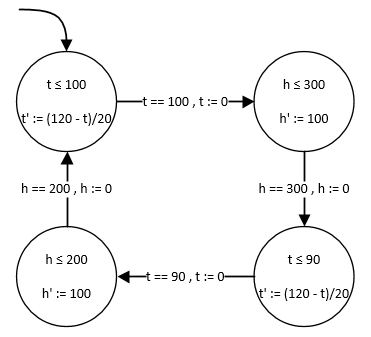 t ≤ 100
t' := (120 - t)/20
t == 100 , t := 0
h ≤ 300
h' := 100
h == 300 , h := 0
t ≤ 90
t' := (120 - t)/20
t == 90 , t := 0
h ≤ 200
h' := 100
h == 200 , h := 0